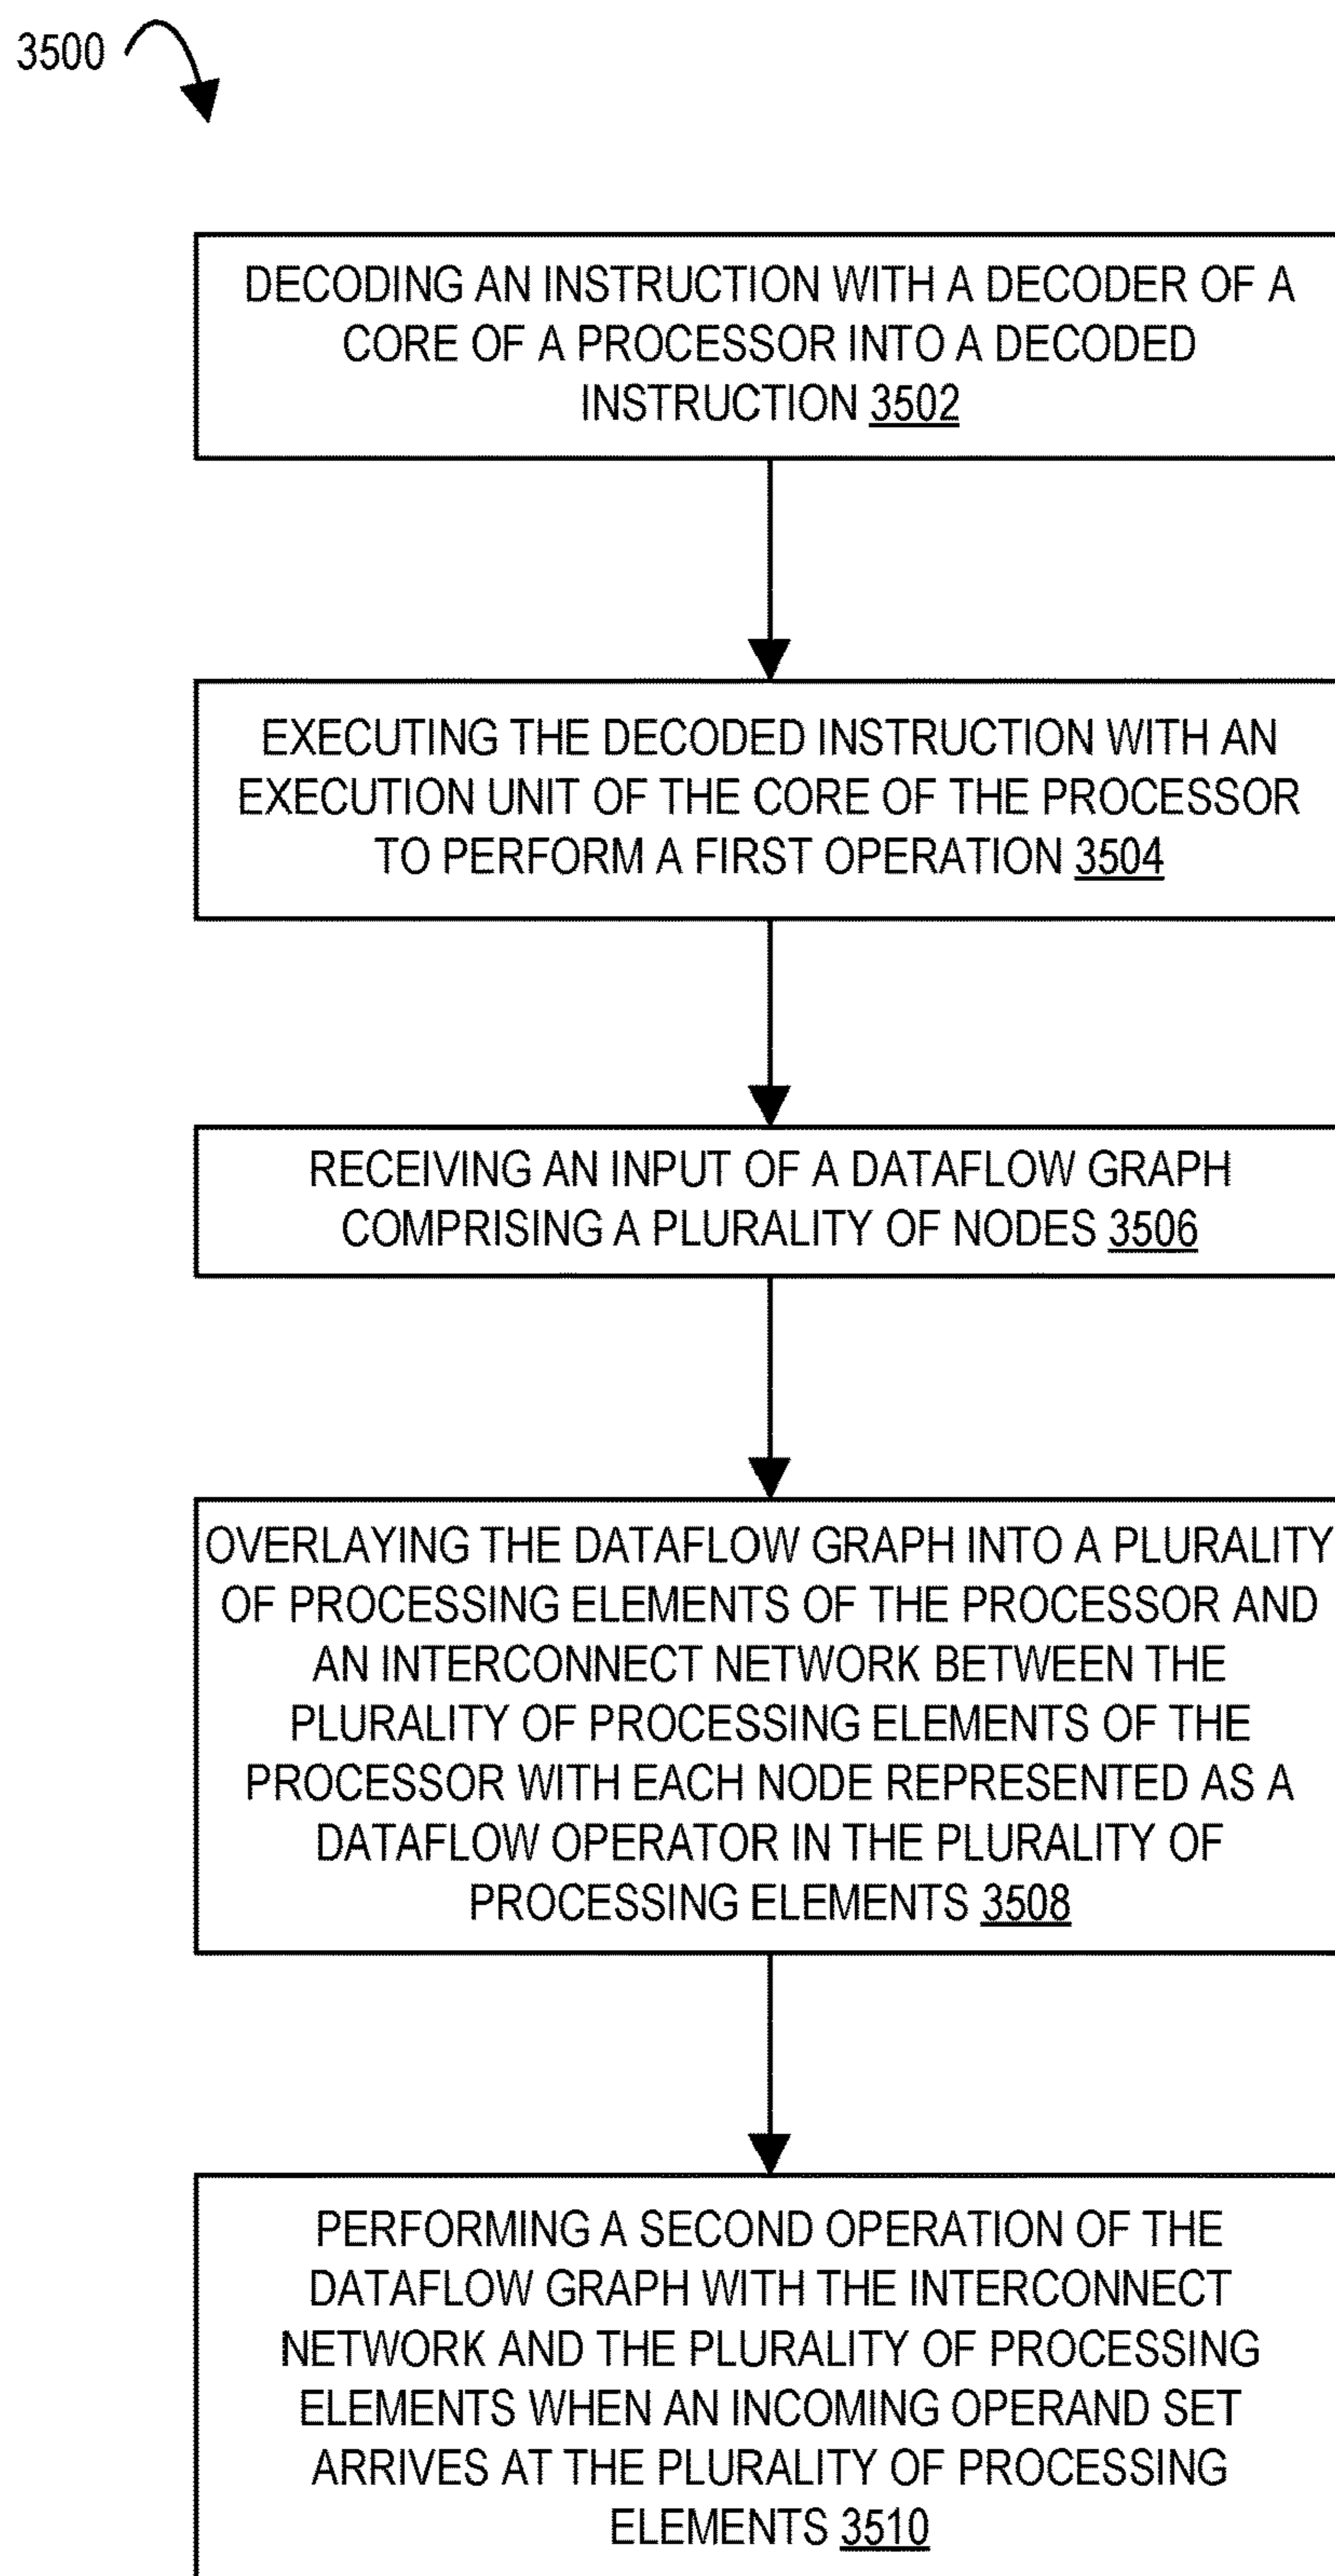 3500
DECODING AN INSTRUCTION WITH A DECODER OF A
CORE OF A PROCESSOR INTO A DECODED
INSTRUCTION 3502
EXECUTING THE DECODED INSTRUCTION WITH AN
EXECUTION UNIT OF THE CORE OF THE PROCESSOR
TO PERFORM A FIRST OPERATION 3504
RECEIVING AN INPUT OF A DATAFLOW GRAPH
COMPRISING A PLURALITY OF NODES 3506
OVERLAYING THE DATAFLOW GRAPH INTO A PLURALITY
OF PROCESSING ELEMENTS OF THE PROCESSOR AND
AN INTERCONNECT NETWORK BETWEEN THE
PLURALITY OF PROCESSING ELEMENTS OF THE
PROCESSOR WITH EACH NODE REPRESENTED AS A
DATAFLOW OPERATOR IN THE PLURALITY OF
PROCESSING ELEMENTS 3508
PERFORMING A SECOND OPERATION OF THE
DATAFLOW GRAPH WITH THE INTERCONNECT
NETWORK AND THE PLURALITY OF PROCESSING
ELEMENTS WHEN AN INCOMING OPERAND SET
ARRIVES AT THE PLURALITY OF PROCESSING
ELEMENTS 3510